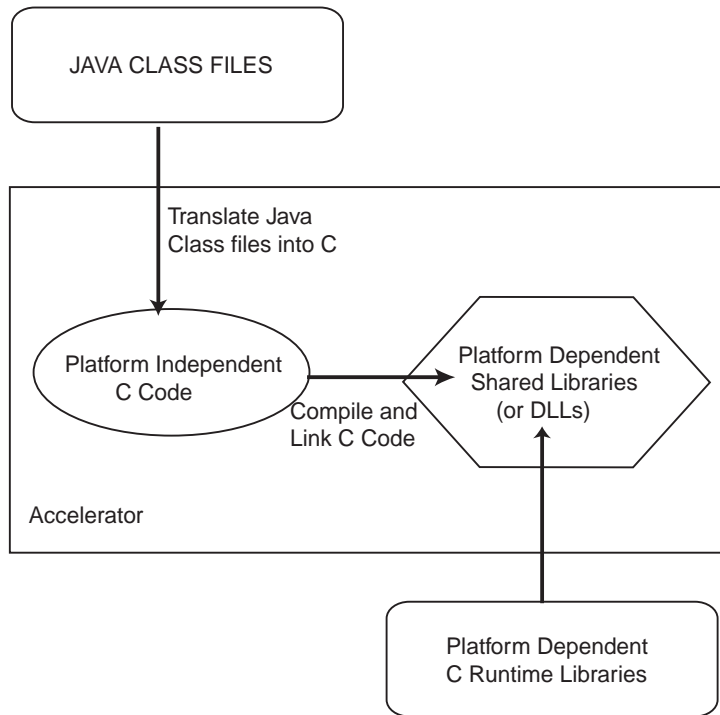 JAVA CLASS FILES
Translate Java
Class files into C
Platform Independent
C Code
Compile and
Link C Code
Platform Dependent
Shared Libraries
(or DLLs)
Accelerator
Platform Dependent
C Runtime Libraries